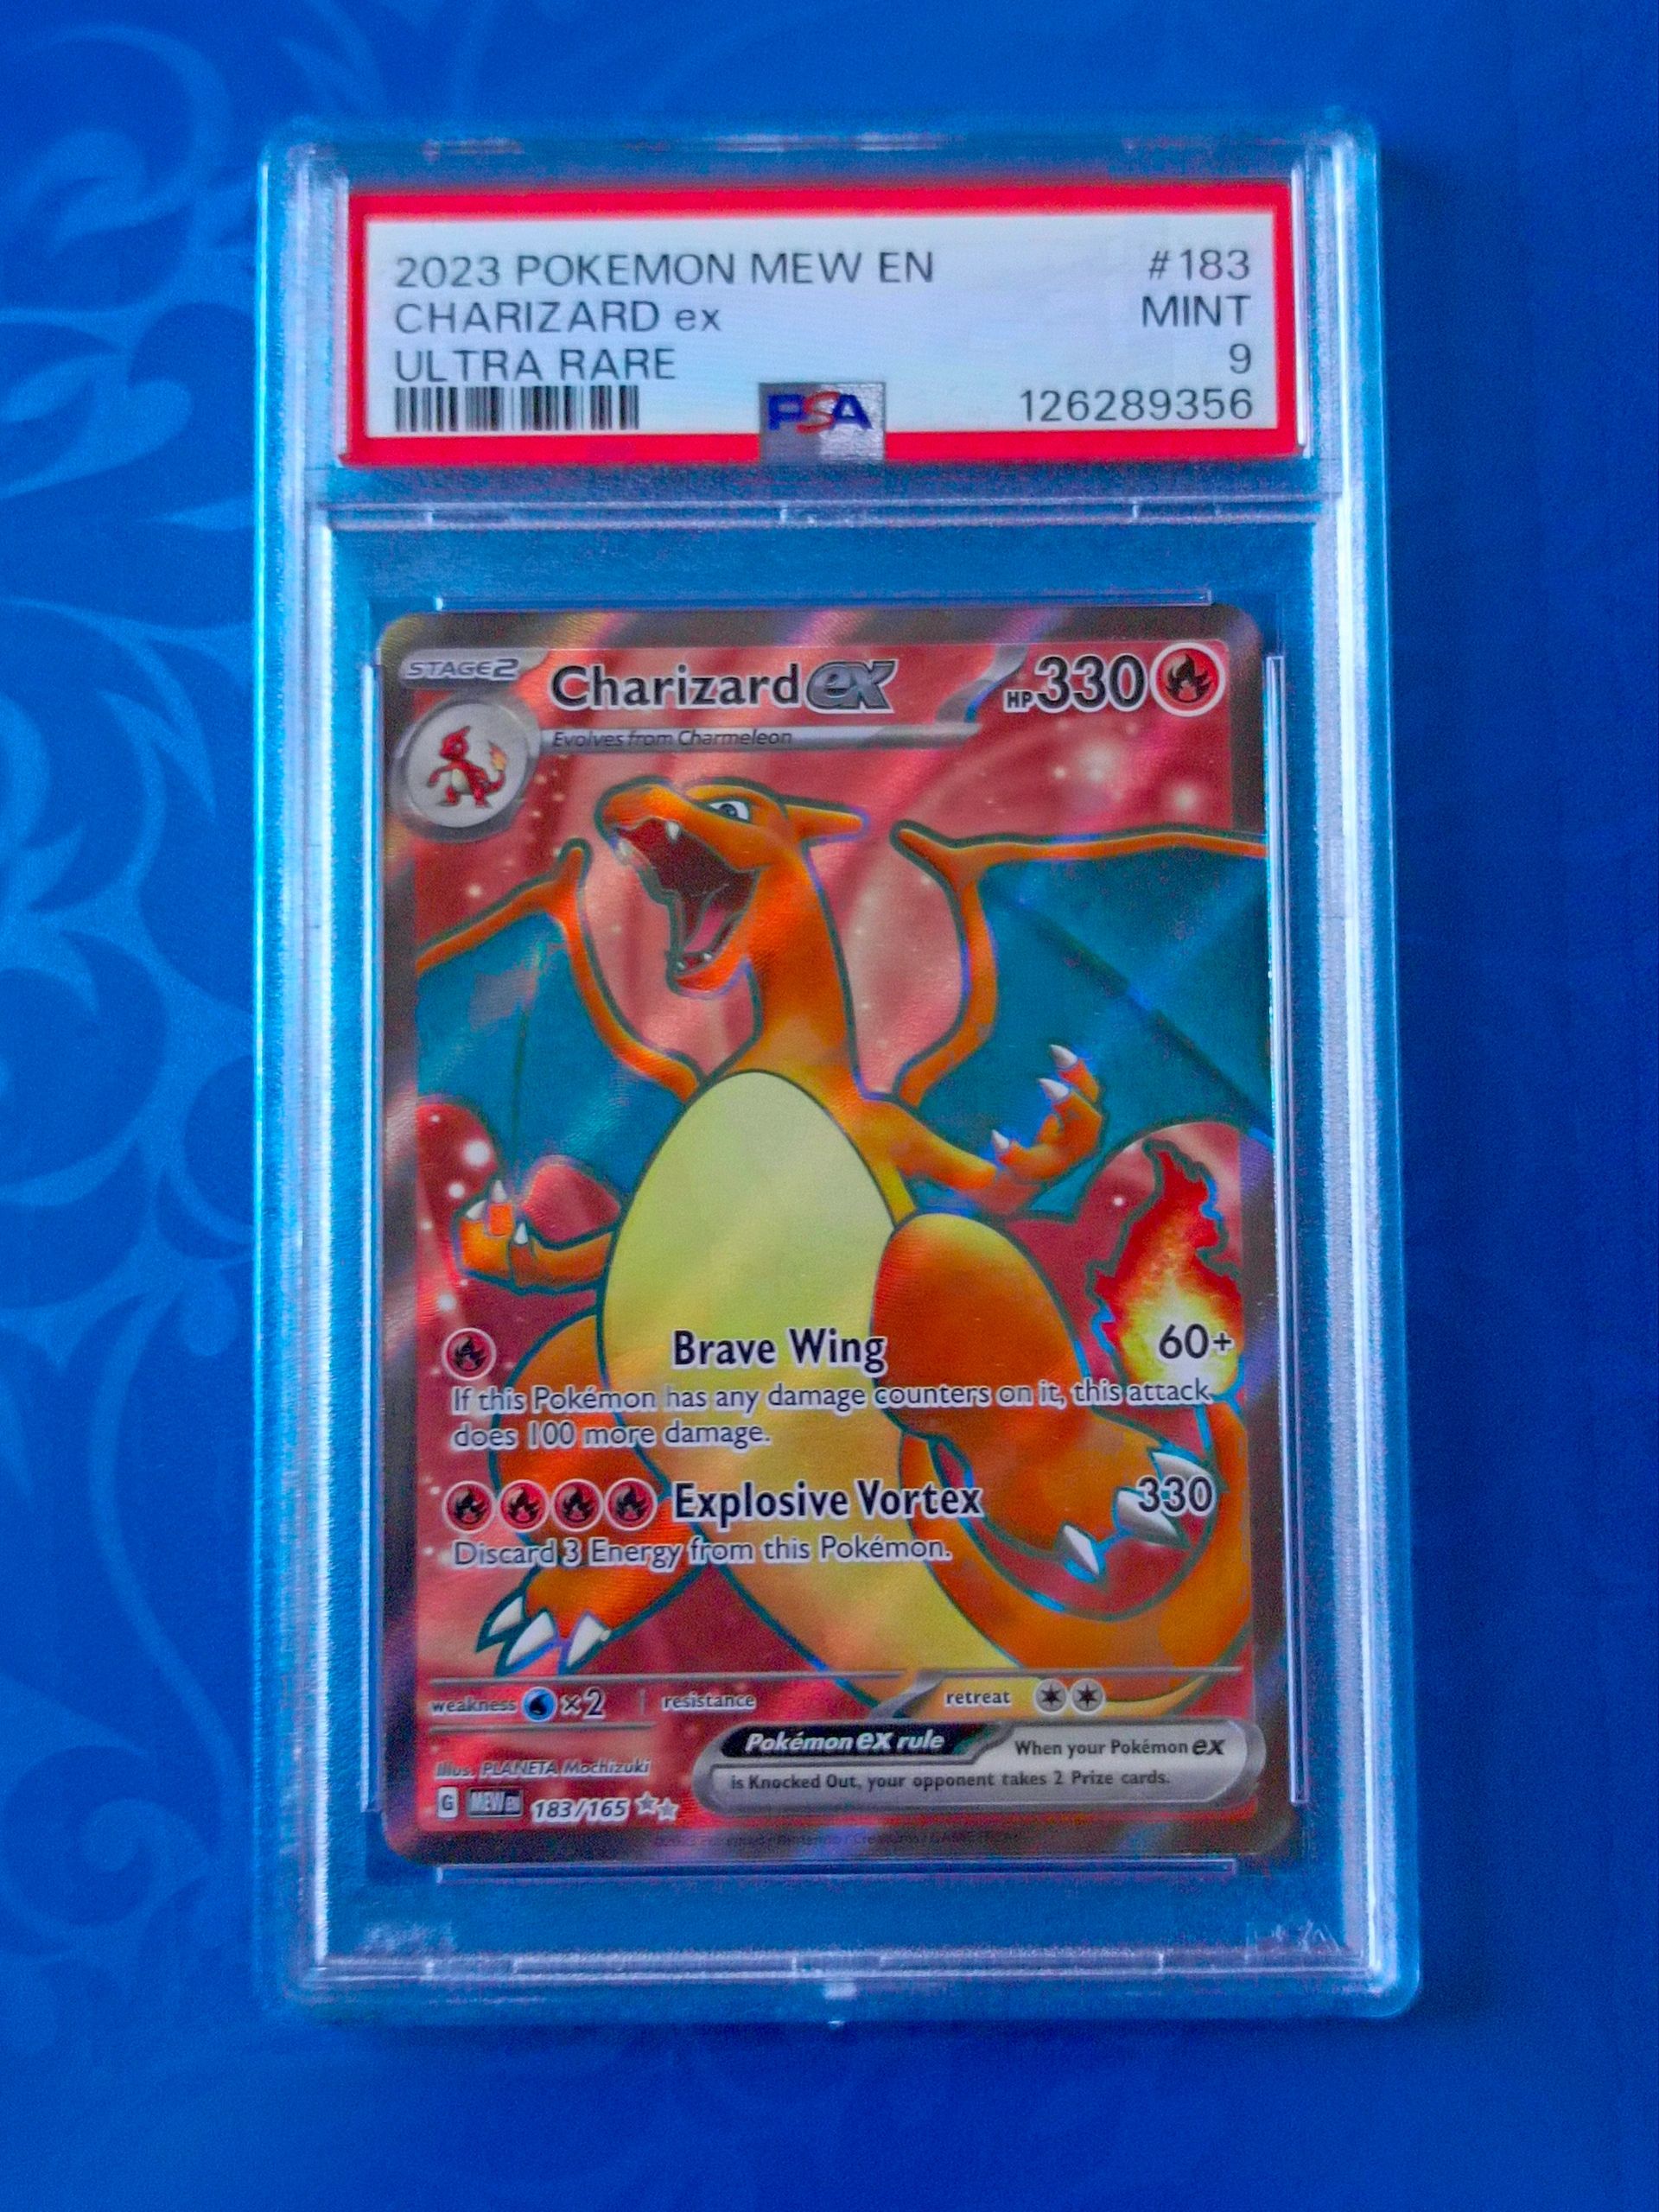 2023 POKEMON MEW EN #183
CHARIZARD ex MINT
ULTRA RARE 9
PSA 126289356
STAGE2 Charizard ex HP 330
Evolves from Charmeleon
Brave Wing 60+
If this Pokémon has any damage counters on it, this attack
does 100 more damage.
Explosive Vortex 330
Discard 3 Energy from this Pokémon.
weakness ×2 resistance retreat
Pokémon ex rule When your Pokémon ex
is Knocked Out, your opponent takes 2 Prize cards.
Illus. PLANETA Mochizuki
G MEW EN 183/165